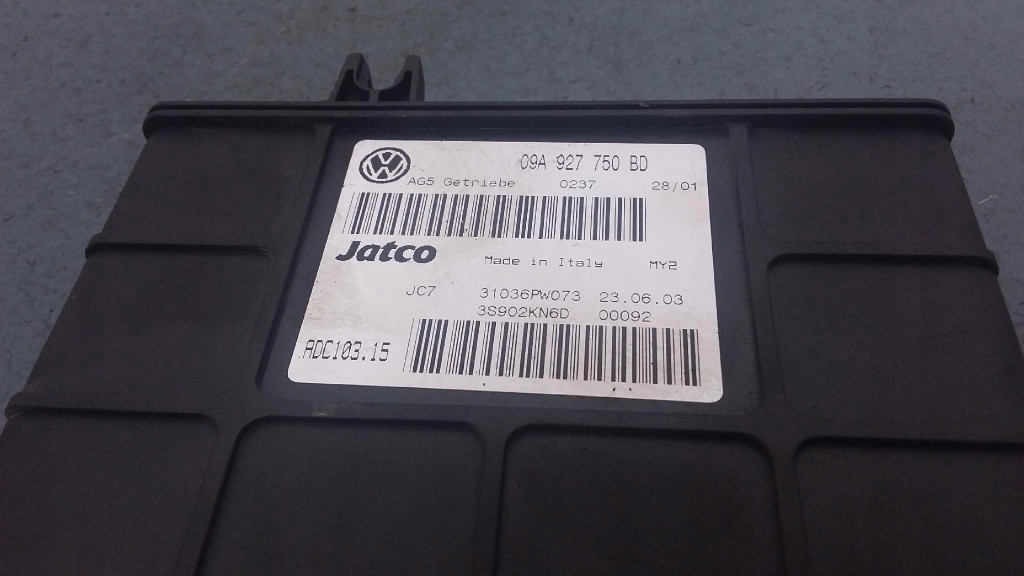 VW 09A 927 750 BD
AG5 Getriebe 0237 28/01
Jatco Made in Italy MY2
JC7 31036PW073 23.06.03
3S902KN6D 00092
ADC103.15